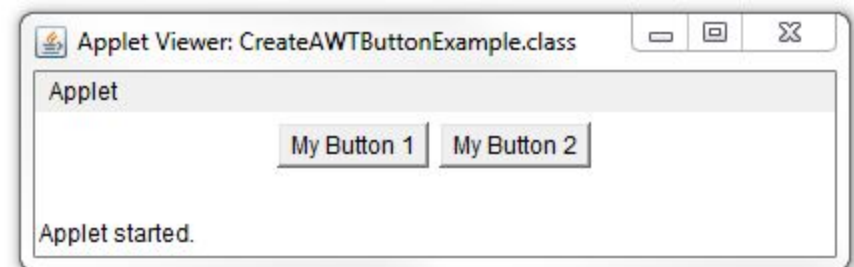 Applet Viewer: CreateAWTButtonExample.class
Applet
My Button 1 My Button 2
Applet started.